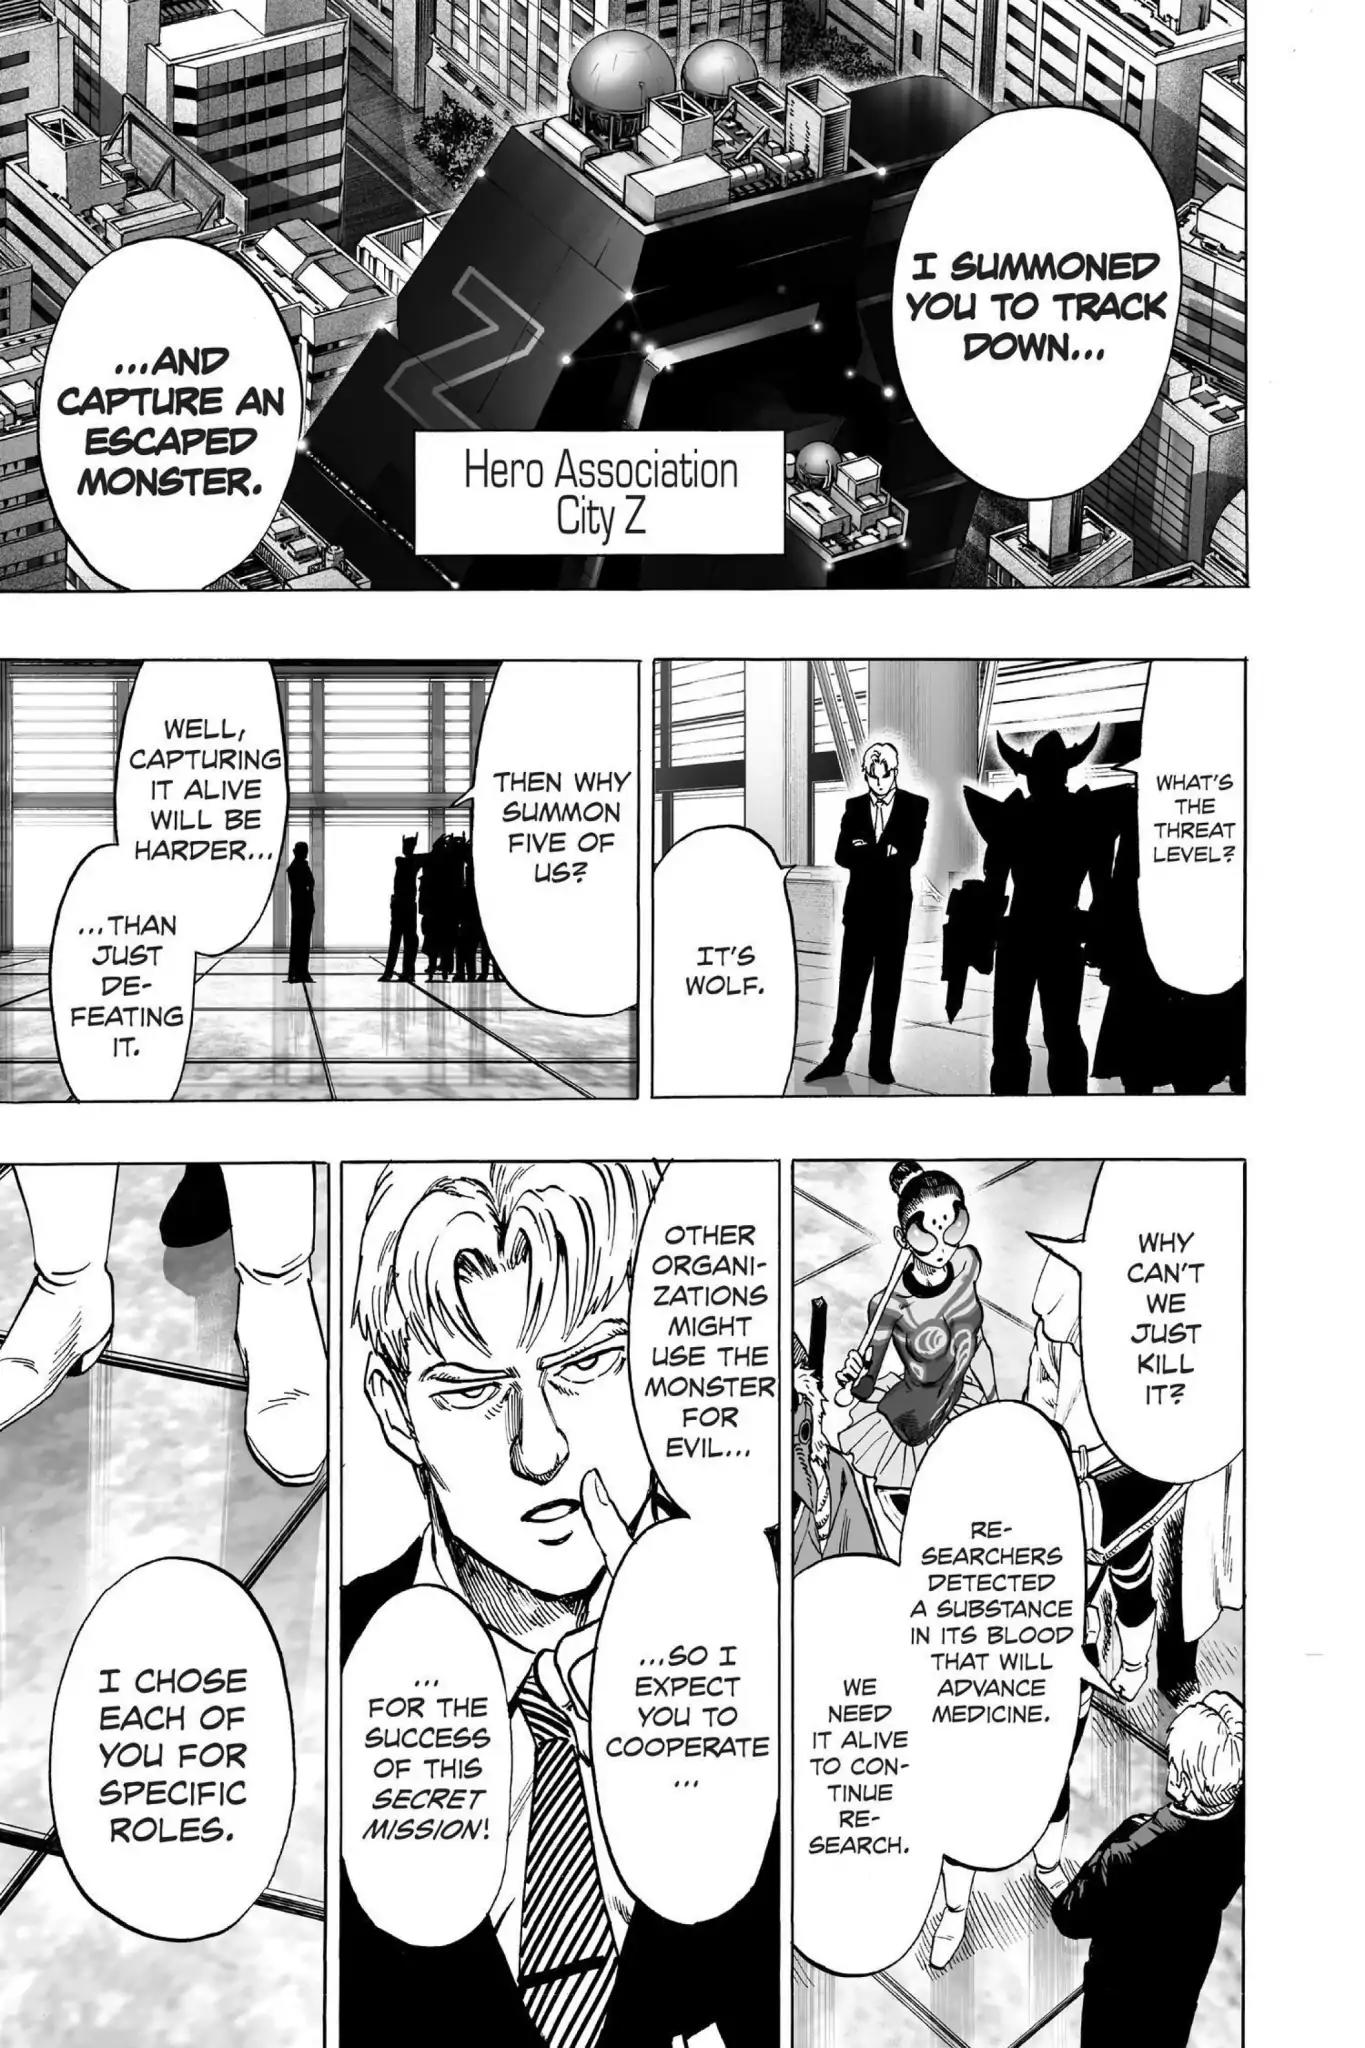 I SUMMONED
YOU TO TRACK
DOWN...
...AND
CAPTURE AN
ESCAPED
MONSTER.
Z
Hero Association
City Z
WHAT'S
THE
THREAT
LEVEL?
IT'S
WOLF.
THEN WHY
SUMMON
FIVE OF
US?
WELL,
CAPTURING
IT ALIVE
WILL BE
HARDER...
...THAN
JUST
DE-
FEATING
IT.
WHY
CAN'T
WE
JUST
KILL
IT?
RE-
SEARCHERS
DETECTED
A SUBSTANCE
IN ITS BLOOD
THAT WILL
ADVANCE
MEDICINE.
WE
NEED
IT ALIVE
TO CON-
TINUE
RE-
SEARCH.
OTHER
ORGANI-
ZATIONS
MIGHT
USE THE
MONSTER
FOR
EVIL...
...SO I
EXPECT
YOU TO
COOPERATE
...
...
FOR THE
SUCCESS
OF THIS
SECRET
MISSION!
I CHOSE
EACH OF
YOU FOR
SPECIFIC
ROLES.